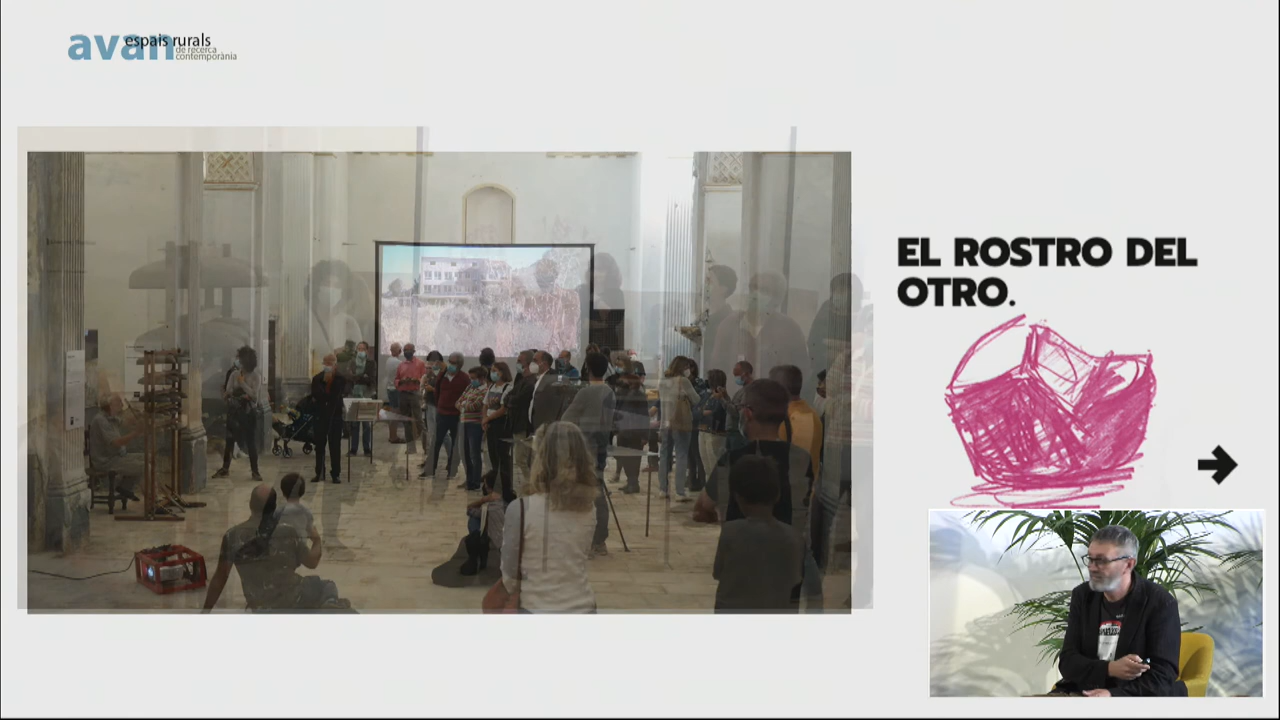 avan
espais rurals
de recerca
contemporània
EL ROSTRO DEL
OTRO.